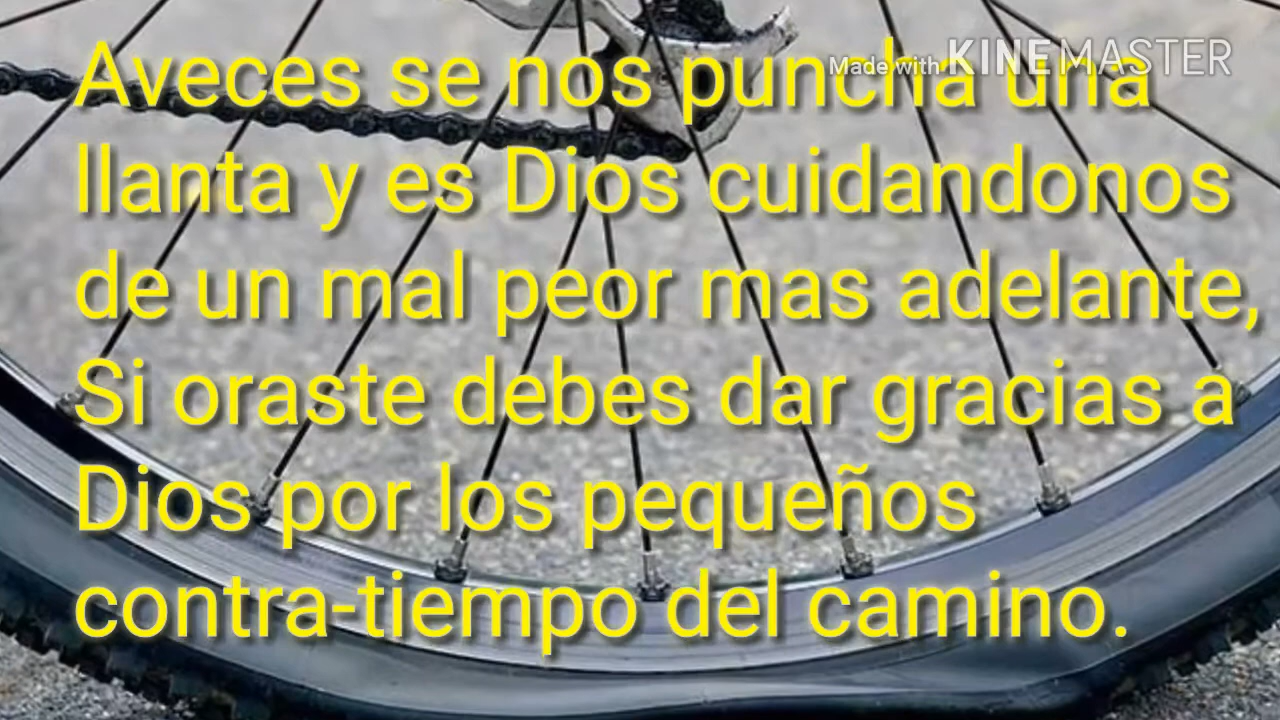 Made with KINEMASTER
Aveces se nos puncha una
llanta y es Dios cuidandonos
de un mal peor mas adelante,
Si oraste debes dar gracias a
Dios por los pequeños
contra-tiempo del camino.